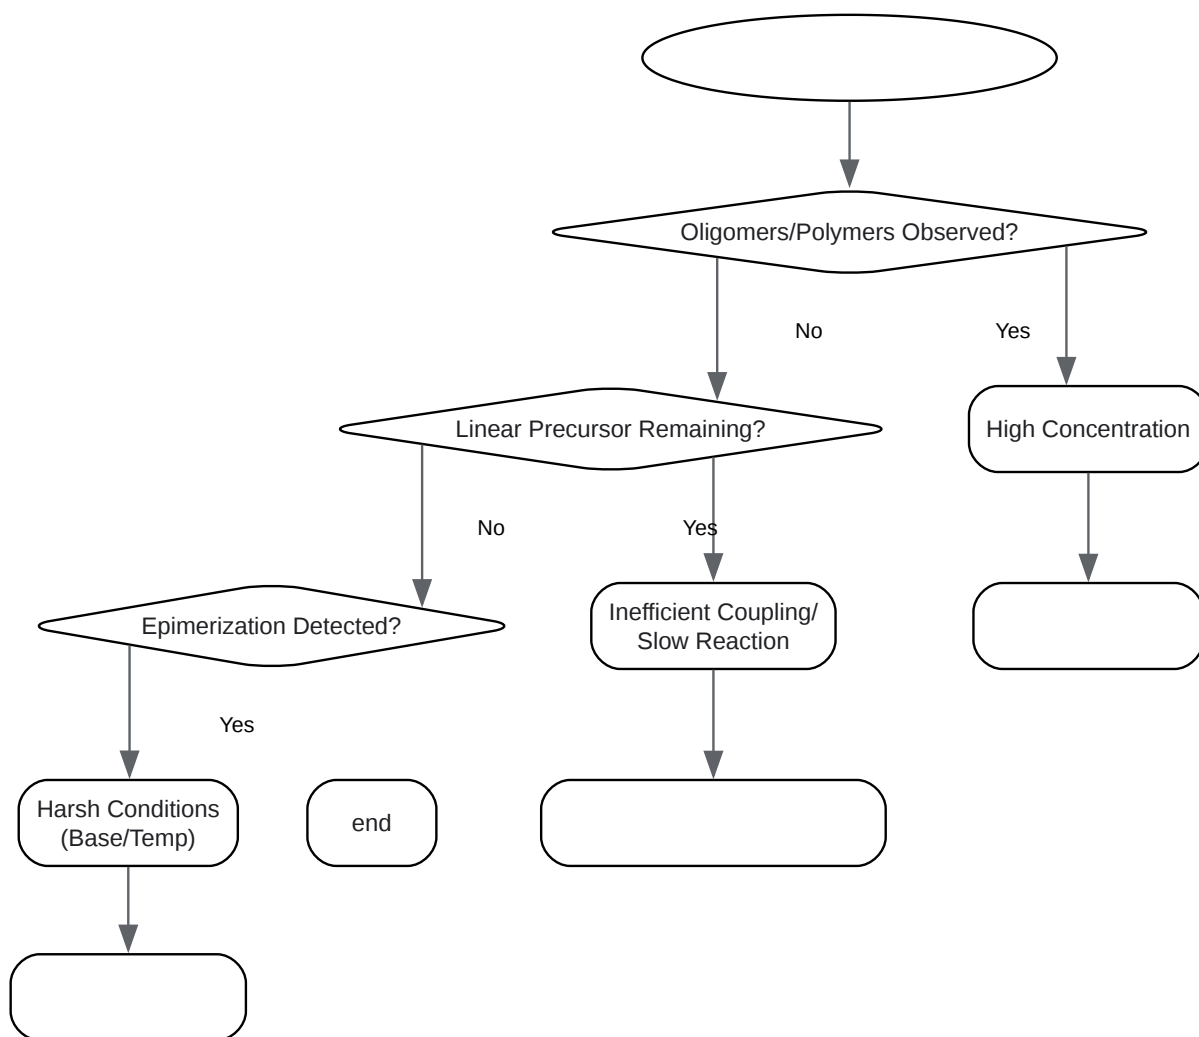 Oligomers/Polymers Observed?
No
Yes
Linear Precursor Remaining?
High Concentration
No
Yes
Epimerization Detected?
Inefficient Coupling/
Slow Reaction
Yes
Harsh Conditions
(Base/Temp)
end